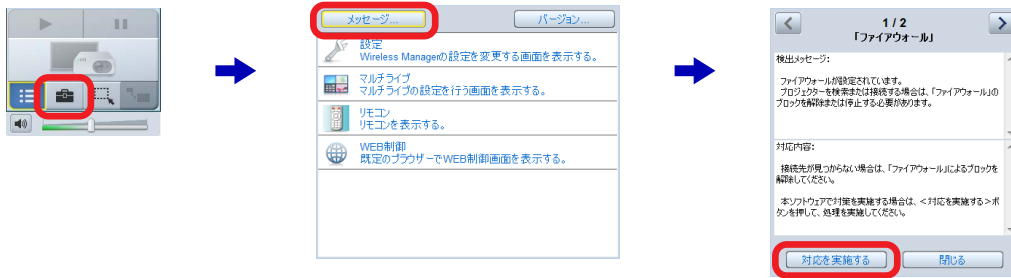 メッセージ...
バージョン...
設定
Wireless Managerの設定を変更する画面を表示する。
マルチライブ
マルチライブの設定を行う画面を表示する。
リモコン
リモコンを表示する。
WEB制御
既定のブラウザーでWEB制御画面を表示する。
1 / 2
「ファイアウォール」
検出メッセージ:
ファイアウォールが設定されています。
プロジェクターを検索または接続する場合は、「ファイアウォール」の
ブロックを解除または停止する必要があります。
対応内容:
接続先が見つからない場合は、「ファイアウォール」によるブロックを
解除してください。
本ソフトウェアで対策を実施する場合は、＜対応を実施する＞ボ
タンを押して、処理を実施してください。
対応を実施する
閉じる